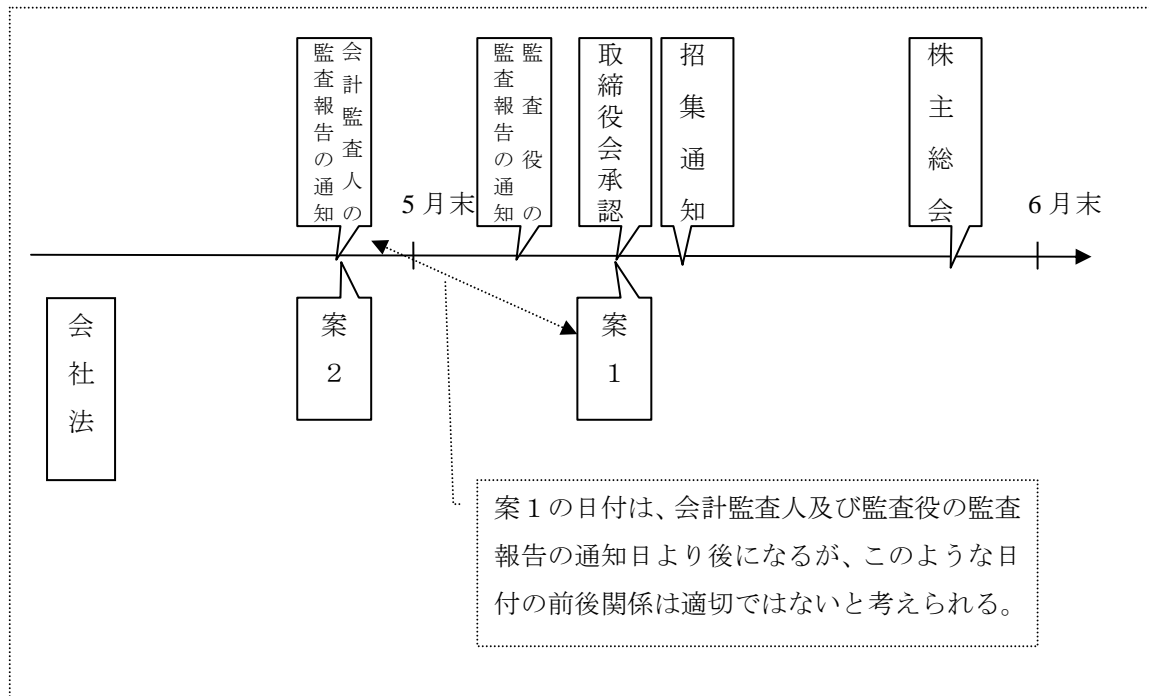 会計監査人の
監査報告の通知
5月末
監査役の
監査報告の通知
取締役会承認
招集通知
株主総会
6月末
会社法
案2
案1
案1の日付は、会計監査人及び監査役の監査
報告の通知日より後になるが、このような日
付の前後関係は適切ではないと考えられる。